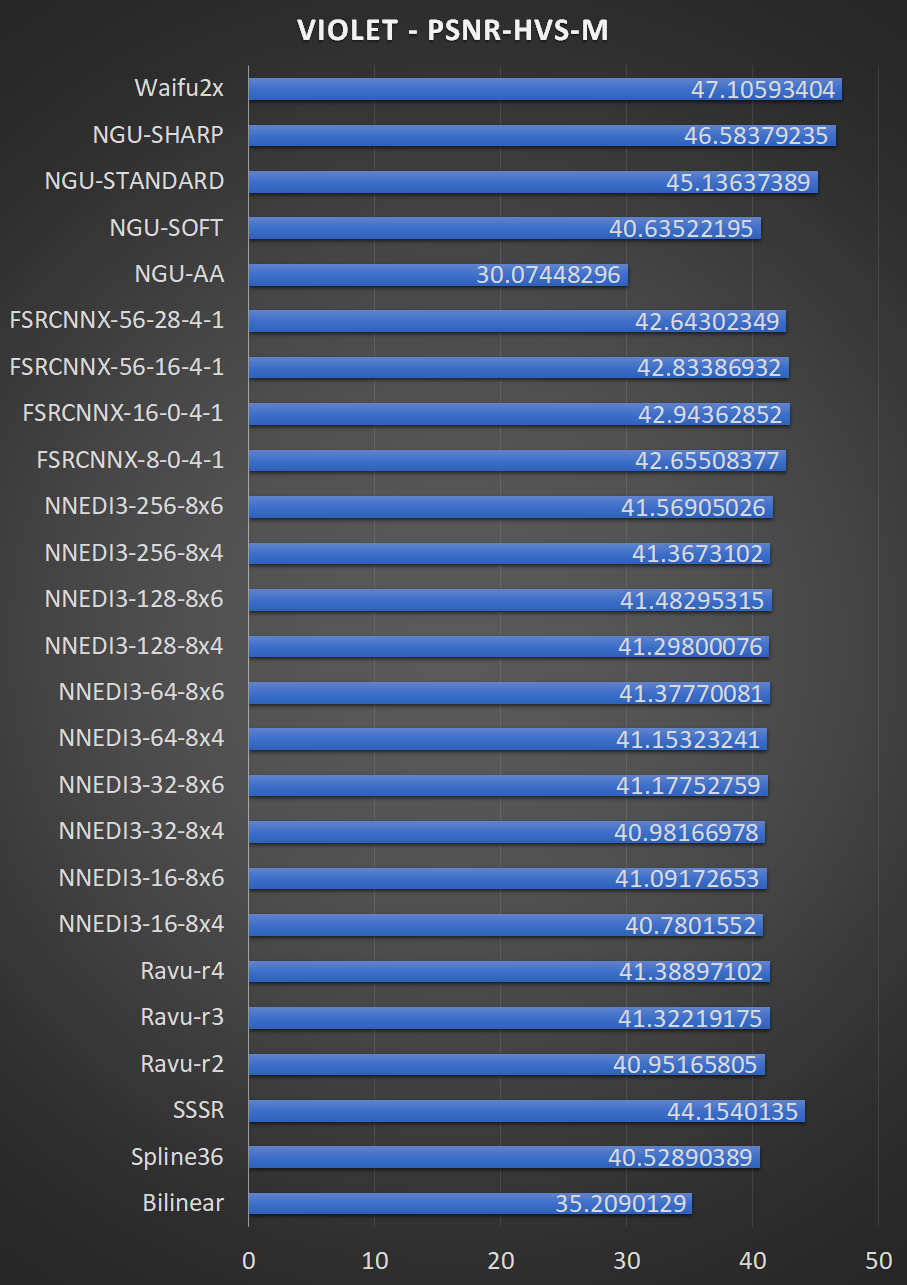 VIOLET - PSNR-HVS-M
Waifu2x 47.10593404
NGU-SHARP 46.58379235
NGU-STANDARD 45.13637389
NGU-SOFT 40.63522195
NGU-AA 30.07448296
FSRCNNX-56-28-4-1 42.64302349
FSRCNNX-56-16-4-1 42.83386932
FSRCNNX-16-0-4-1 42.94362852
FSRCNNX-8-0-4-1 42.65508377
NNEDI3-256-8x6 41.56905026
NNEDI3-256-8x4 41.3673102
NNEDI3-128-8x6 41.48295315
NNEDI3-128-8x4 41.29800076
NNEDI3-64-8x6 41.37770081
NNEDI3-64-8x4 41.15323241
NNEDI3-32-8x6 41.17752759
NNEDI3-32-8x4 40.98166978
NNEDI3-16-8x6 41.09172653
NNEDI3-16-8x4 40.7801552
Ravu-r4 41.38897102
Ravu-r3 41.32219175
Ravu-r2 40.95165805
SSSR 44.1540135
Spline36 40.52890389
Bilinear 35.2090129
0 10 20 30 40 50